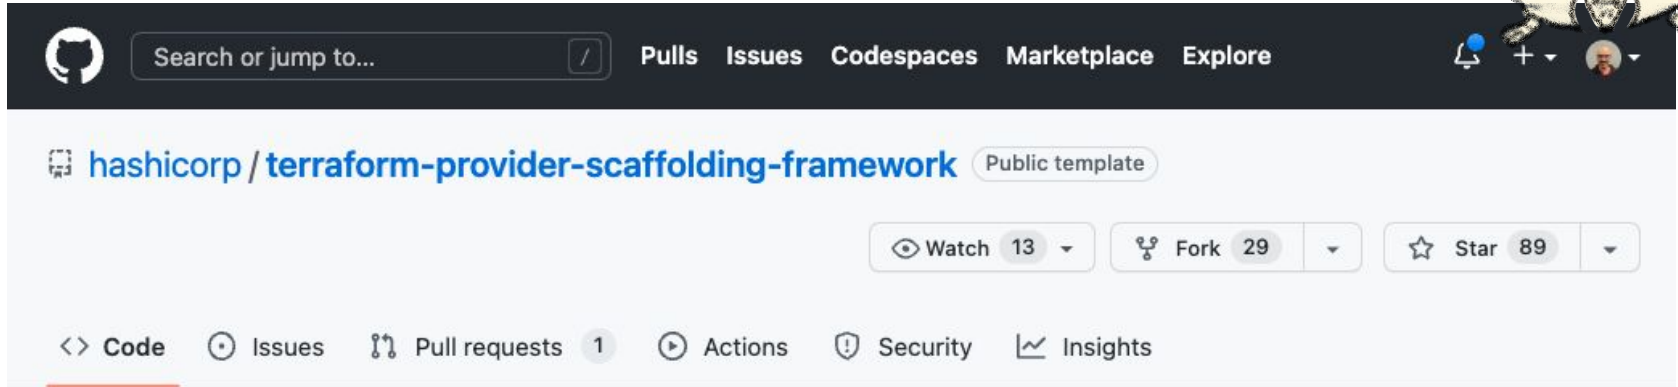 Search or jump to... / Pulls Issues Codespaces Marketplace Explore
hashicorp / terraform-provider-scaffolding-framework Public template
Watch 13 Fork 29 Star 89
<> Code Issues Pull requests 1 Actions Security Insights